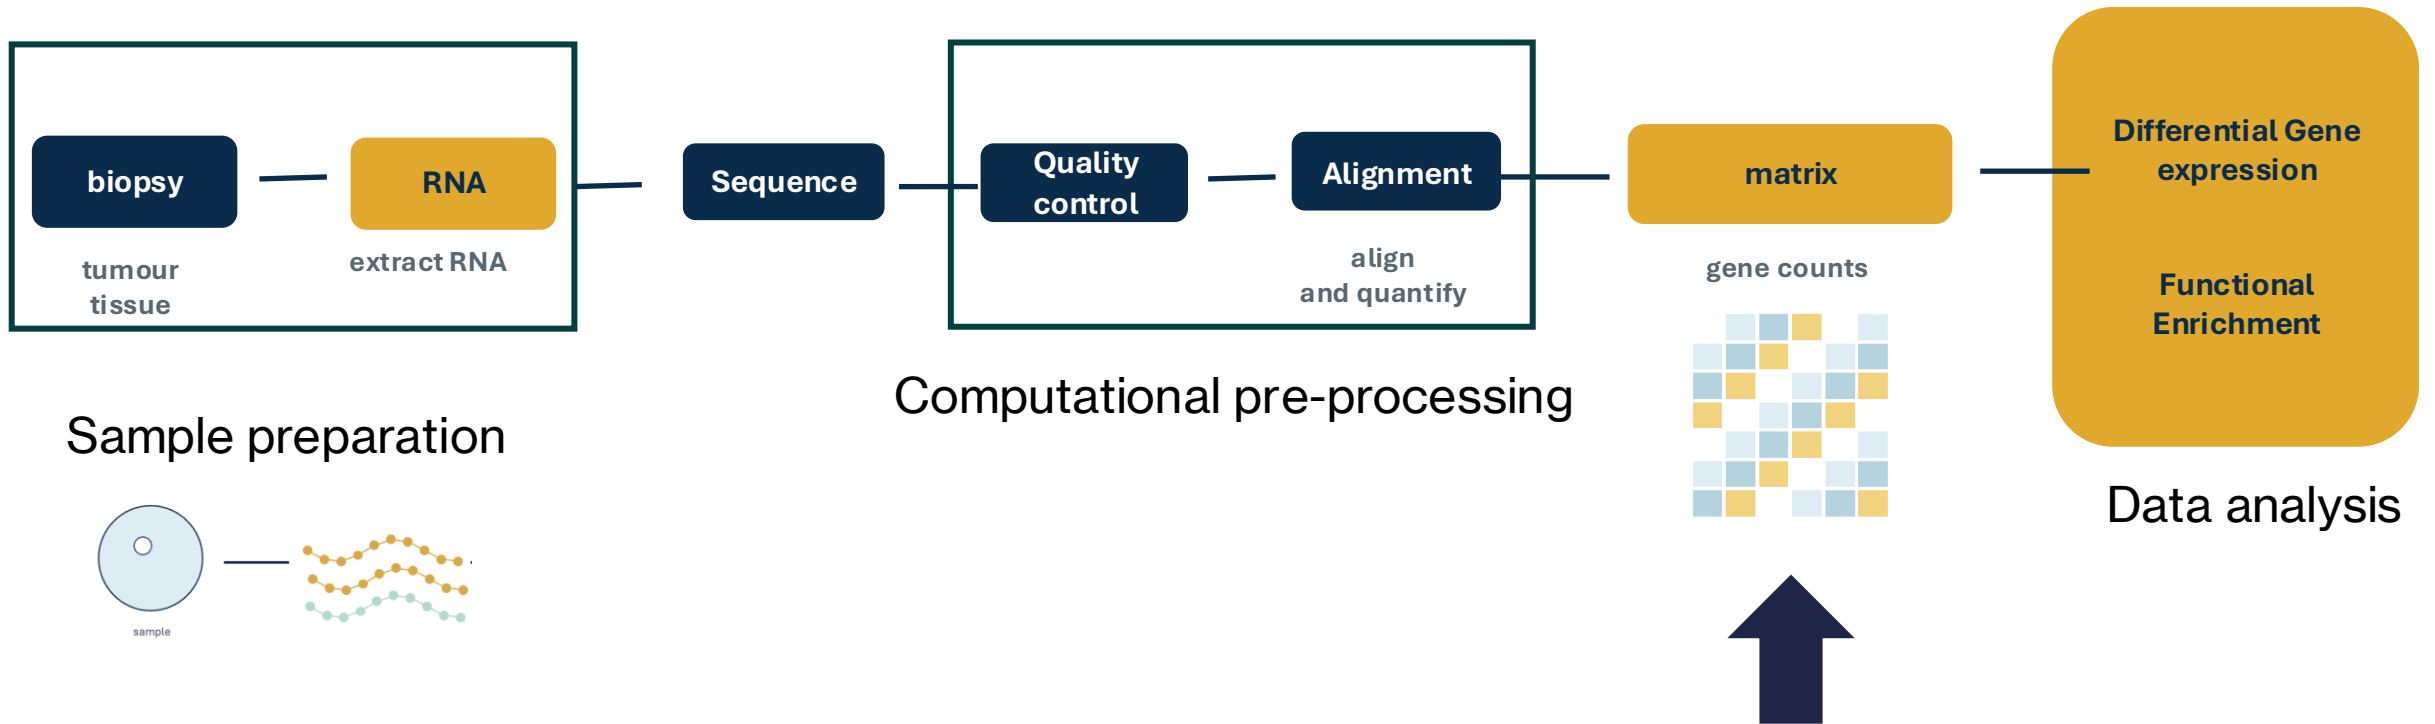 biopsy
tumour
tissue
RNA
extract RNA
Sample preparation
sample
Sequence
Quality
control
Alignment
align
and quantify
Computational pre-processing
matrix
gene counts
Differential Gene
expression
Functional
Enrichment
Data analysis